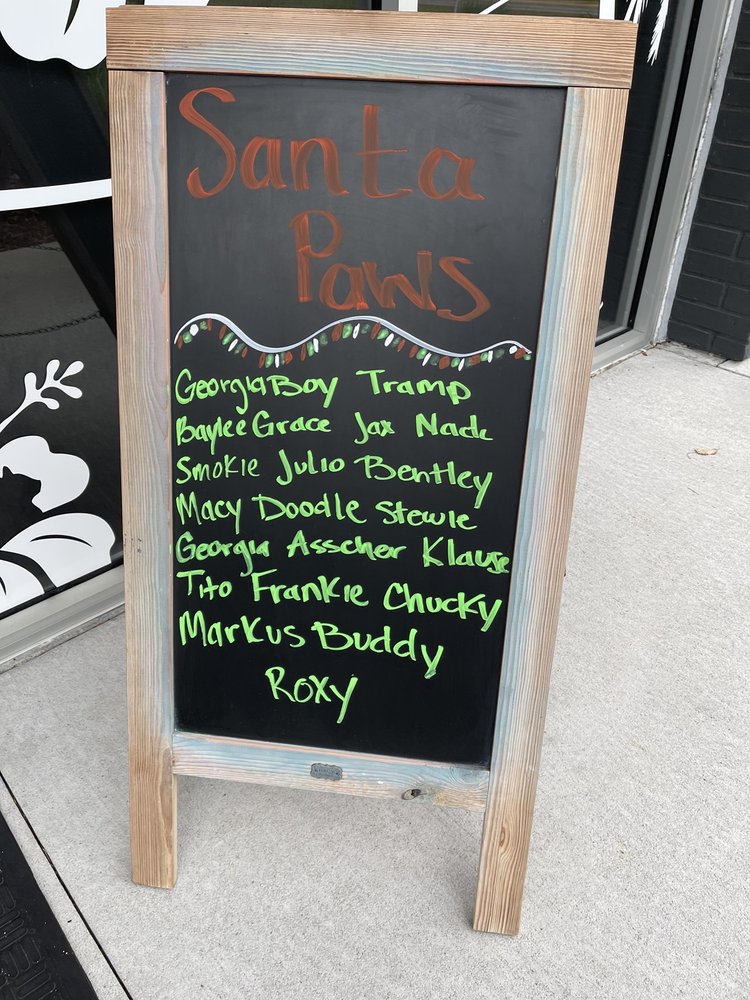 Santa
Paws
GeorgiaBoy Tramp
Baylee Grace Jax Nade
Smokie Julio Bentley
Macy Doodle Stewie
Georgia Asscher Klause
Tito Frankie Chucky
Markus Buddy
Roxy